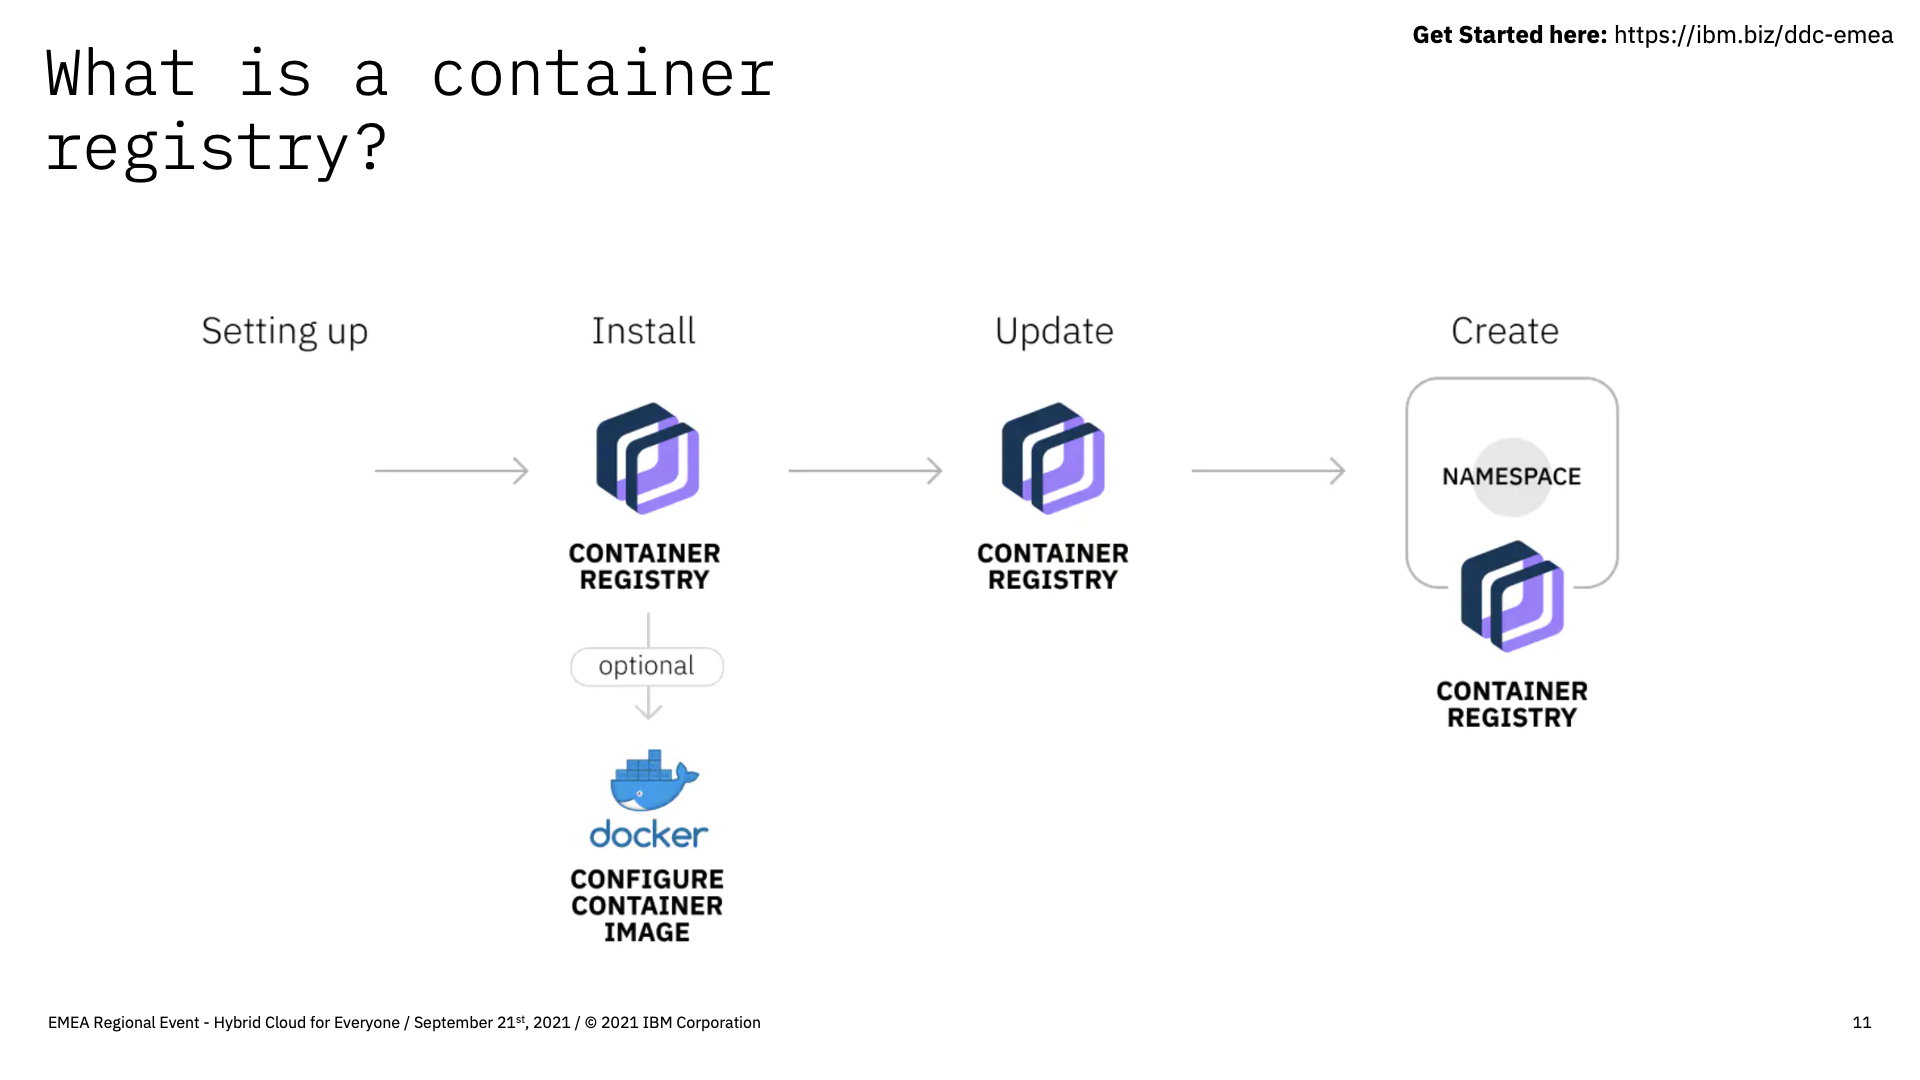 Get Started here: https://ibm.biz/ddc-emea
What is a container
registry?
Setting up
Install
Update
Create
NAMESPACE
CONTAINER
REGISTRY
CONTAINER
REGISTRY
CONTAINER
REGISTRY
optional
docker
CONFIGURE
CONTAINER
IMAGE
EMEA Regional Event - Hybrid Cloud for Everyone / September 21st, 2021 / © 2021 IBM Corporation
11